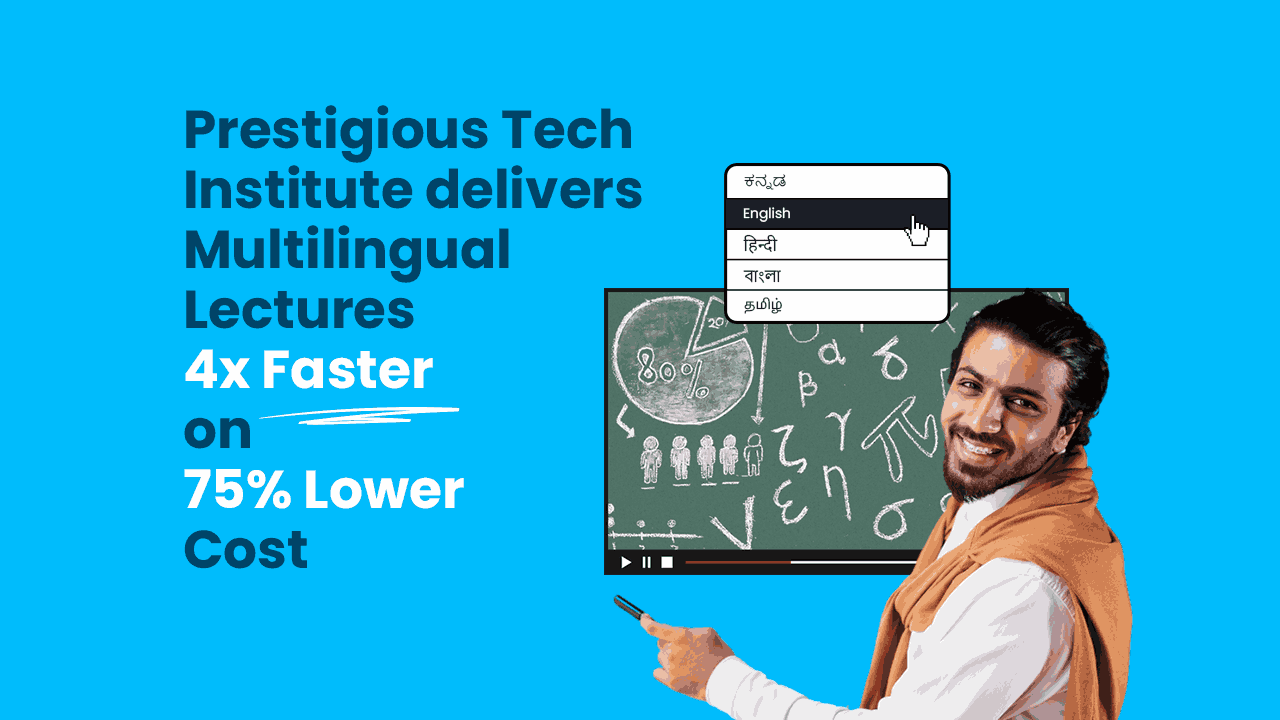 Prestigious Tech
Institute delivers
Multilingual
Lectures
4x Faster
on
75% Lower
Cost
ಕನ್ನಡ
English
हिन्दी
বাংলা
தமிழ்
80%
α
β
γ
ζ
π
η
ε
σ